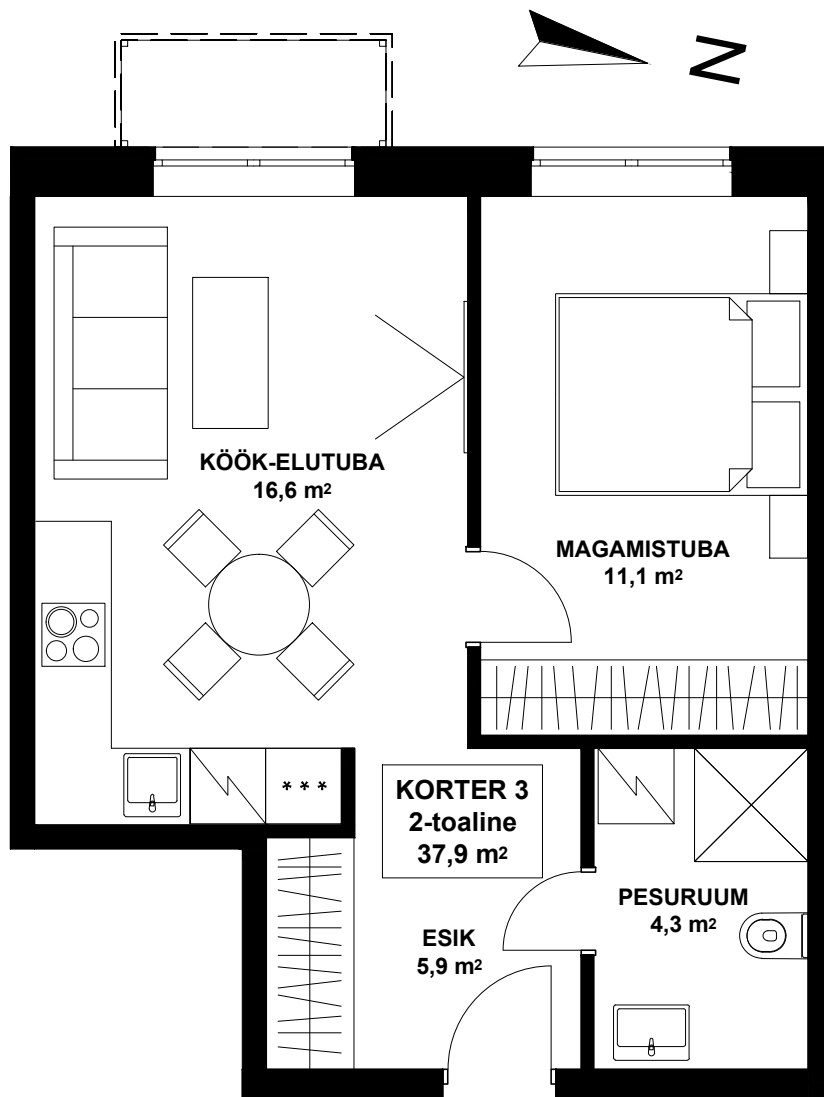 N
KÖÖK-ELUTUBA
16,6 m²
MAGAMISTUBA
11,1 m²
***
KORTER 3
2-toaline
37,9 m²
ESIK
5,9 m²
PESURUUM
4,3 m²